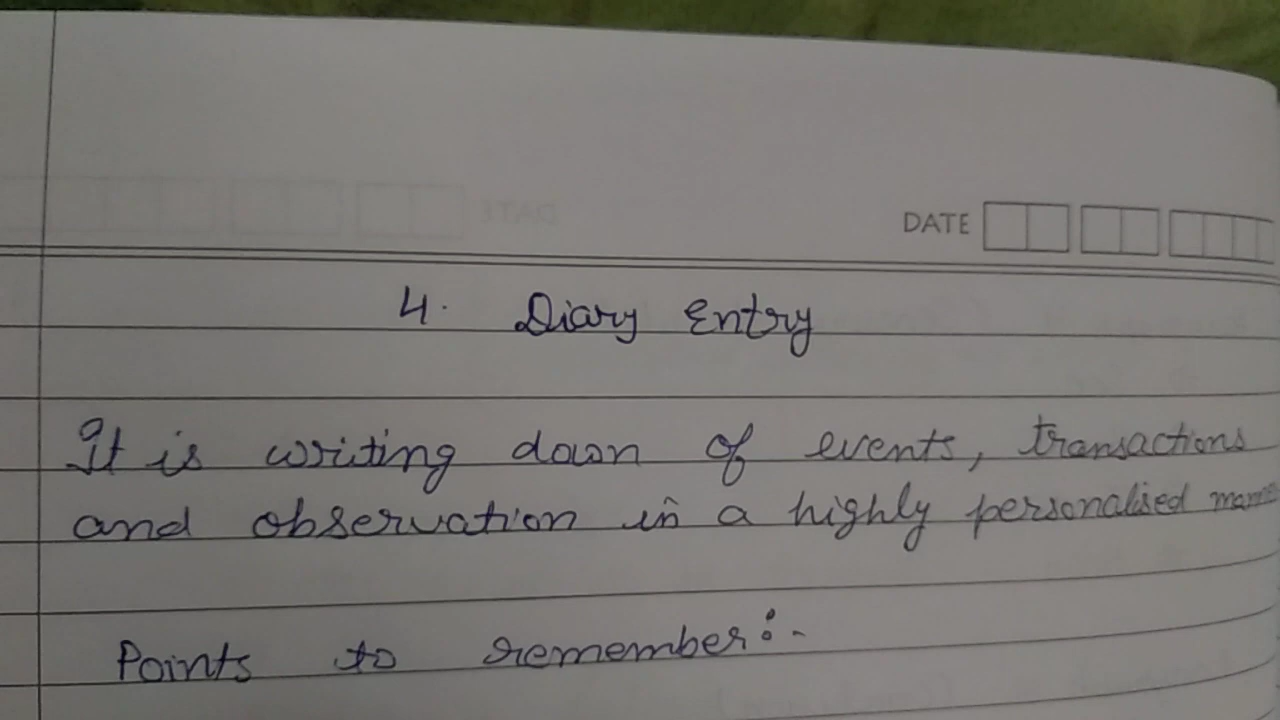 DATE
4. Diary Entry
It is writing down of events, transactions
and observation in a highly personalised
Points to remember:-